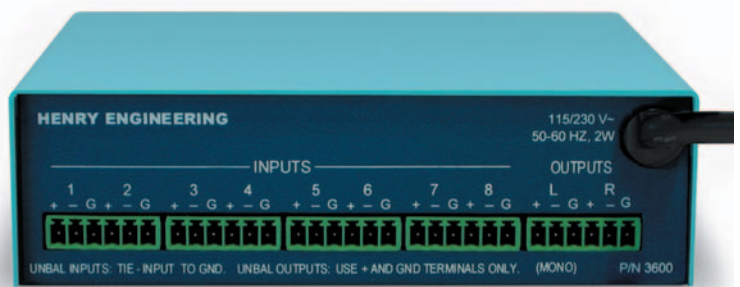 HENRY ENGINEERING
115/230 V~
50-60 HZ, 2W
INPUTS
OUTPUTS
1 2 3 4 5 6 7 8 L R
+ – G + – G + – G + – G + – G + – G + – G + – G + – G + – G
UNBAL INPUTS: TIE - INPUT TO GND. UNBAL OUTPUTS: USE + AND GND TERMINALS ONLY. (MONO) P/N 3600